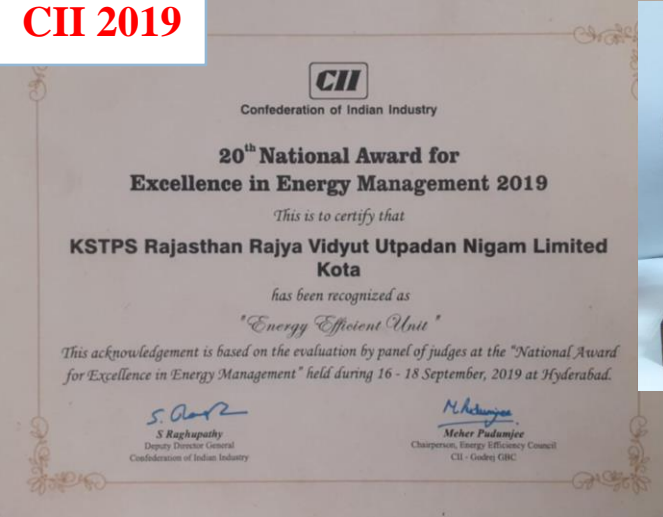 CII 2019
CII
Confederation of Indian Industry
20th National Award for
Excellence in Energy Management 2019
This is to certify that
KSTPS Rajasthan Rajya Vidyut Utpadan Nigam Limited
Kota
has been recognized as
"Energy Efficient Unit"
This acknowledgement is based on the evaluation by panel of judges at the "National Award
for Excellence in Energy Management" held during 16 - 18 September, 2019 at Hyderabad.
S Raghupathy
Deputy Director General
Confederation of Indian Industry
M. Pudumjee
Meher Pudumjee
Chairperson, Energy Efficiency Council
CII - Godrej GBC